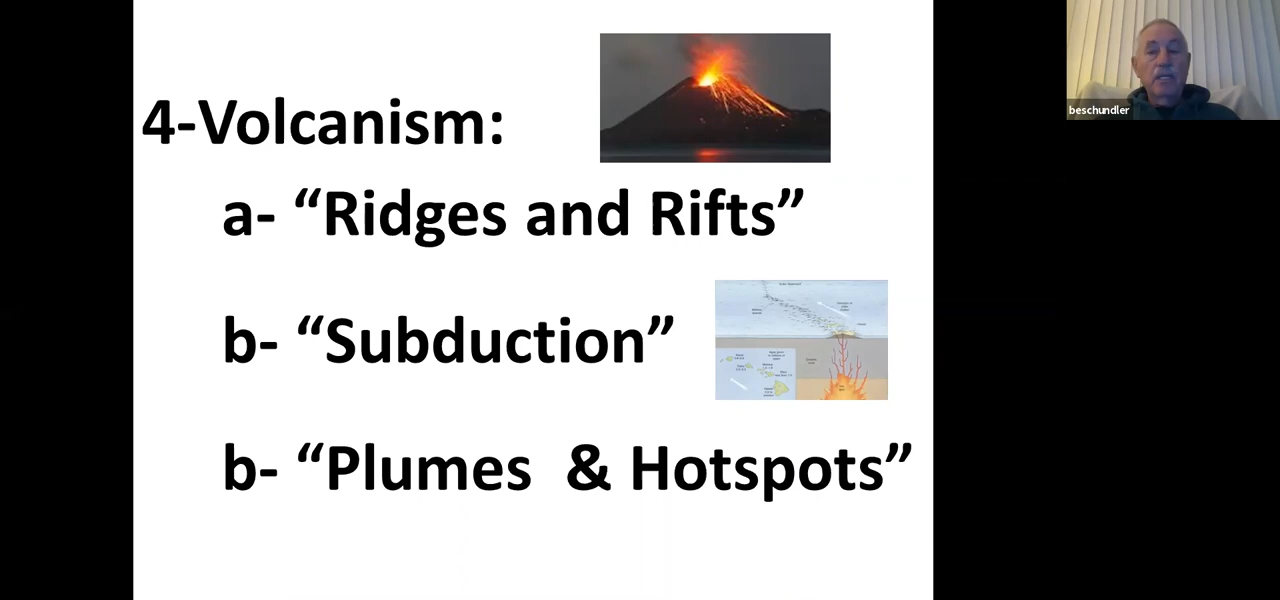 4-Volcanism:
a- “Ridges and Rifts”
b- “Subduction”
b- “Plumes & Hotspots”
beschundler